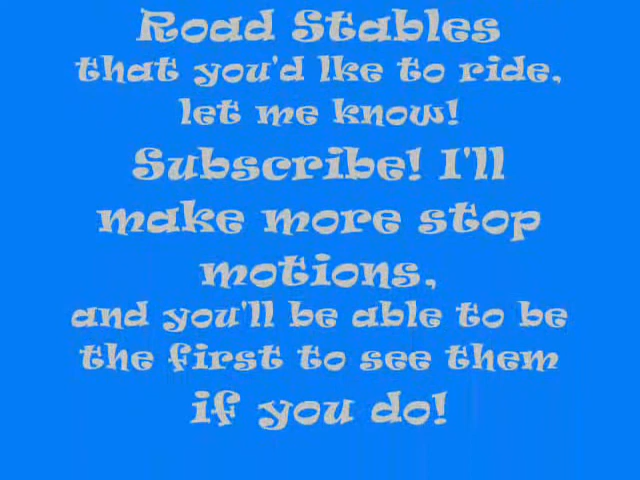 Road Stables
that you'd lke to ride,
let me know!
Subscribe! I'll
make more stop
motions,
and you'll be able to be
the first to see them
if you do!